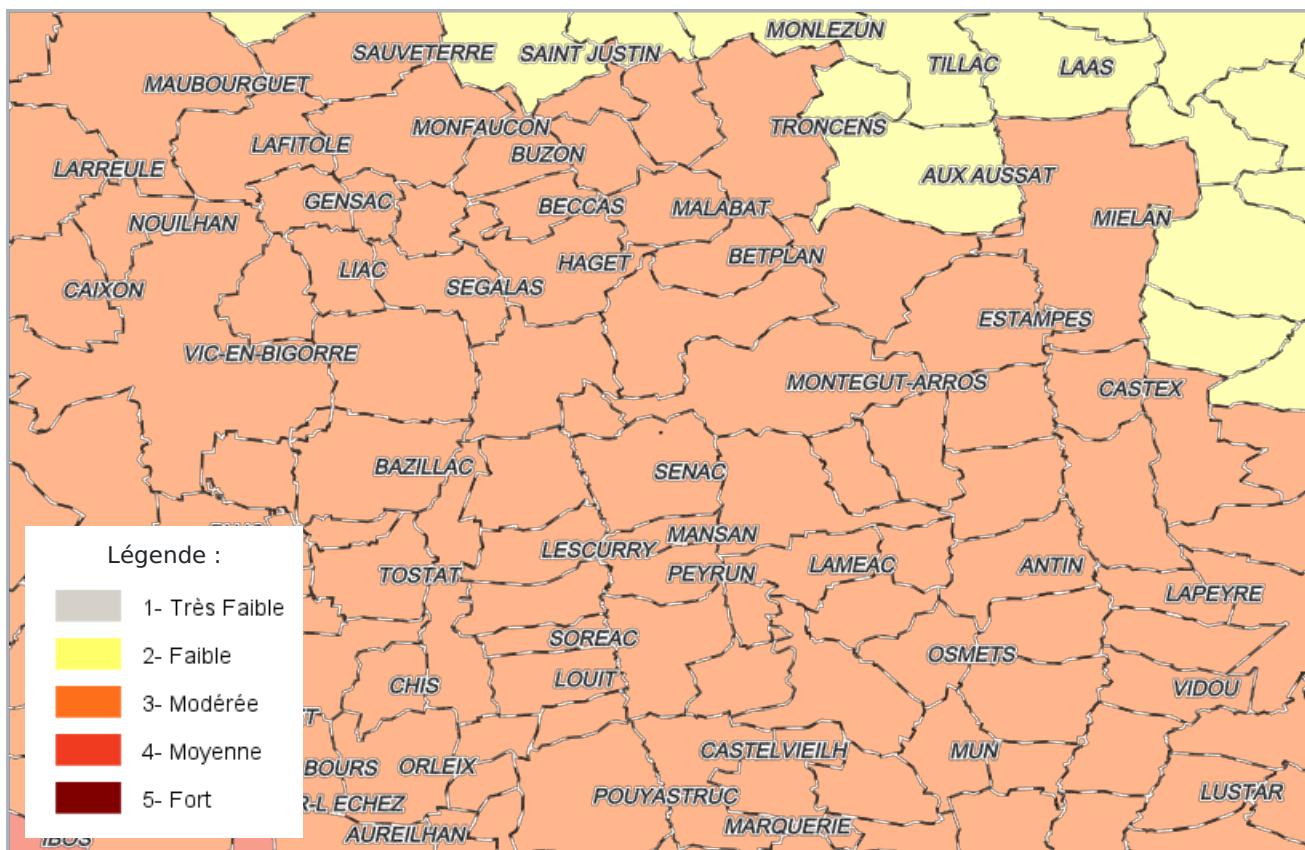 MONLEZUN
SAUVETERRE
SAINT JUSTIN
TILLAC
LAAS
MAUBOURGUET
MONFAUCON
TRONCENS
LAFITOLE
BUZON
LARREULE
AUX AUSSAT
GENSAC
BECCAS
MALABAT
MIELAN
NOUILHAN
HAGET
BETPLAN
LIAC
CAIXON
SEGALAS
ESTAMPES
VIC-EN-BIGORRE
MONTEGUT-ARROS
CASTEX
BAZILLAC
SENAC
MANSAN
LESCURRY
LAMEAC
ANTIN
TOSTAT
PEYRUN
LAPEYRE
SOREAC
OSMETS
CHIS
LOUIT
VIDOU
CASTELVIEILH
MUN
BOURS
ORLEIX
POUYASTRUC
LUSTAR
R-L ECHEZ
AUREILHAN
MARQUERIE
IBOS
Légende :
1- Très Faible
2- Faible
3- Modérée
4- Moyenne
5- Fort